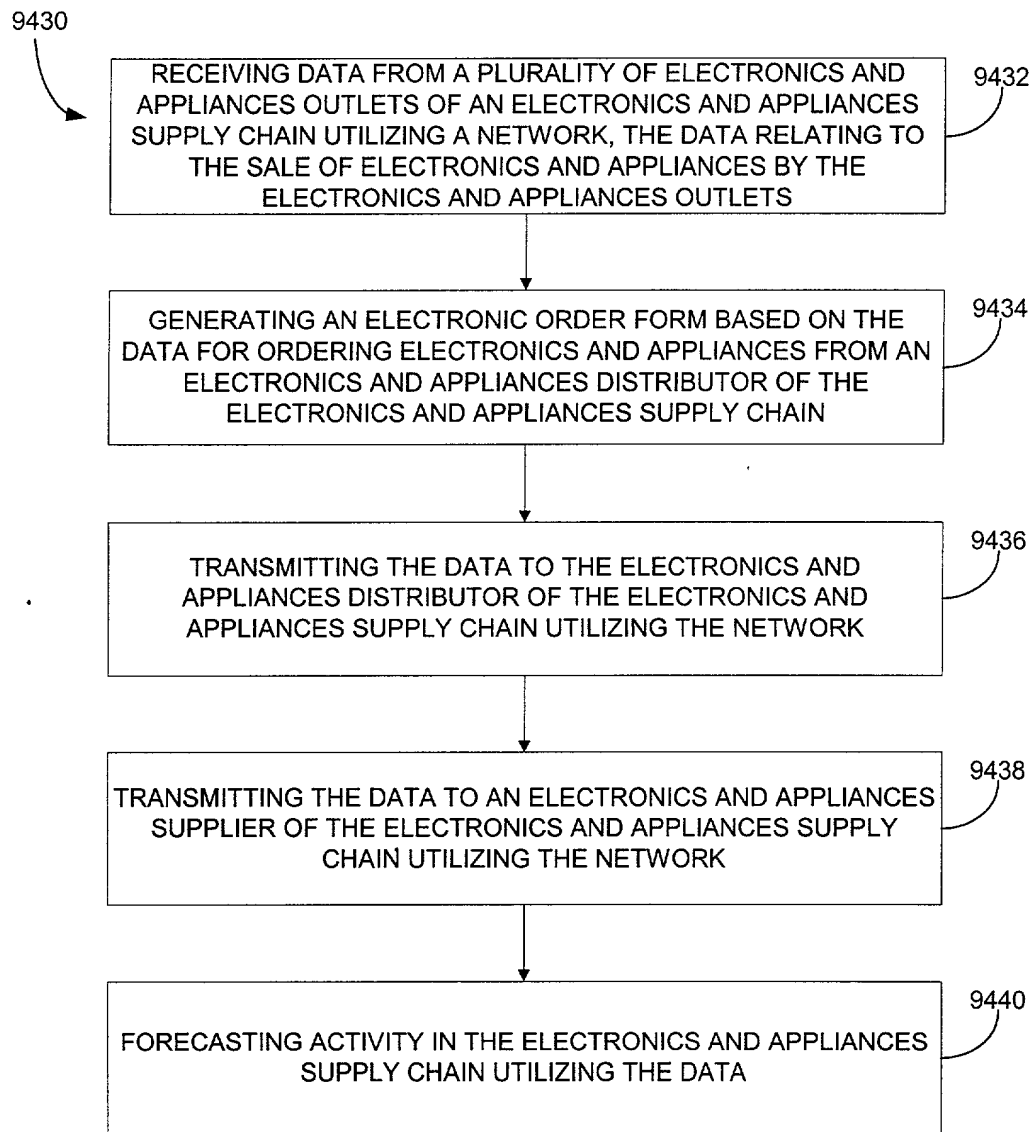 9430
RECEIVING DATA FROM A PLURALITY OF ELECTRONICS AND
APPLIANCES OUTLETS OF AN ELECTRONICS AND APPLIANCES
SUPPLY CHAIN UTILIZING A NETWORK, THE DATA RELATING TO
THE SALE OF ELECTRONICS AND APPLIANCES BY THE
ELECTRONICS AND APPLIANCES OUTLETS
9432
GENERATING AN ELECTRONIC ORDER FORM BASED ON THE
DATA FOR ORDERING ELECTRONICS AND APPLIANCES FROM AN
ELECTRONICS AND APPLIANCES DISTRIBUTOR OF THE
ELECTRONICS AND APPLIANCES SUPPLY CHAIN
9434
TRANSMITTING THE DATA TO THE ELECTRONICS AND
APPLIANCES DISTRIBUTOR OF THE ELECTRONICS AND
APPLIANCES SUPPLY CHAIN UTILIZING THE NETWORK
9436
TRANSMITTING THE DATA TO AN ELECTRONICS AND APPLIANCES
SUPPLIER OF THE ELECTRONICS AND APPLIANCES SUPPLY
CHAIN UTILIZING THE NETWORK
9438
FORECASTING ACTIVITY IN THE ELECTRONICS AND APPLIANCES
SUPPLY CHAIN UTILIZING THE DATA
9440